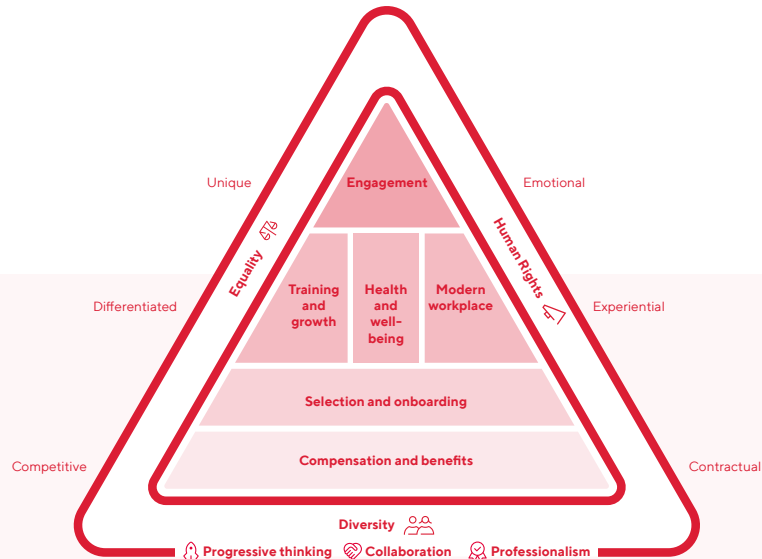 Unique
Engagement
Emotional
Equality
Human Rights
Differentiated
Training
and
growth
Health
and
well-
being
Modern
workplace
Experiential
Selection and onboarding
Competitive
Compensation and benefits
Contractual
Diversity
Progressive thinking
Collaboration
Professionalism